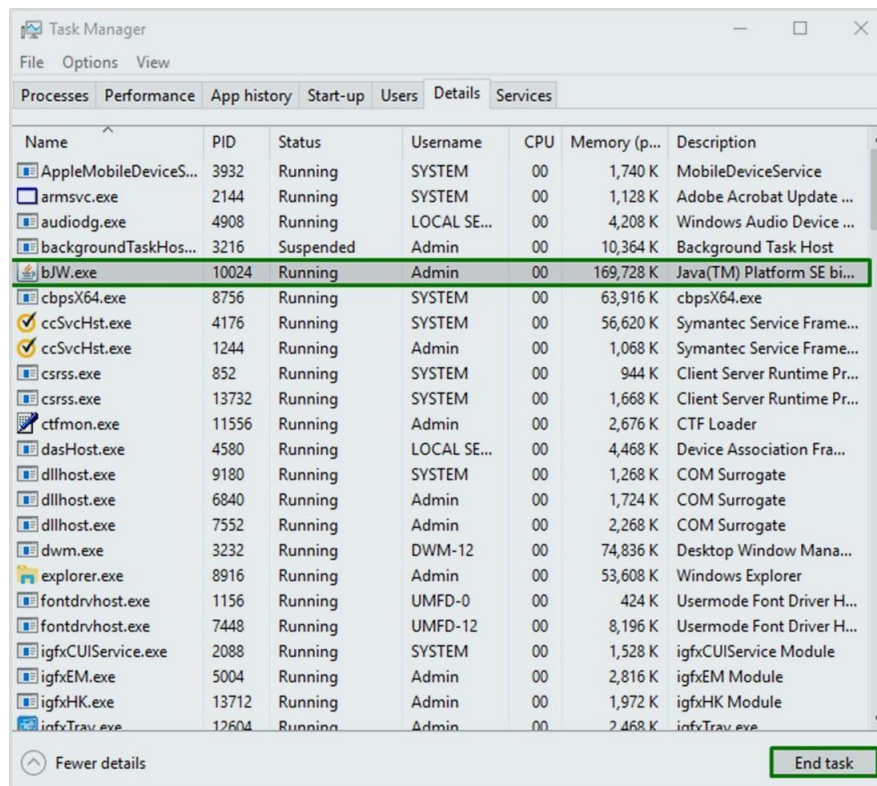 Task Manager
File Options View
Processes Performance App history Start-up Users Details Services
Name PID Status Username CPU Memory (p... Description
AppleMobileDeviceS... 3932 Running SYSTEM 00 1,740 K MobileDeviceService
armsvc.exe 2144 Running SYSTEM 00 1,128 K Adobe Acrobat Update ...
audiodg.exe 4908 Running LOCAL SE... 00 4,208 K Windows Audio Device ...
backgroundTaskHos... 3216 Suspended Admin 00 10,364 K Background Task Host
bJW.exe 10024 Running Admin 00 169,728 K Java(TM) Platform SE bi...
cbpsX64.exe 8756 Running SYSTEM 00 63,916 K cbpsX64.exe
ccSvcHst.exe 4176 Running SYSTEM 00 56,620 K Symantec Service Frame...
ccSvcHst.exe 1244 Running Admin 00 1,068 K Symantec Service Frame...
csrss.exe 852 Running SYSTEM 00 944 K Client Server Runtime Pr...
csrss.exe 13732 Running SYSTEM 00 1,668 K Client Server Runtime Pr...
ctfmon.exe 11556 Running Admin 00 2,676 K CTF Loader
dasHost.exe 4580 Running LOCAL SE... 00 4,468 K Device Association Fra...
dllhost.exe 9180 Running SYSTEM 00 1,268 K COM Surrogate
dllhost.exe 6840 Running Admin 00 1,724 K COM Surrogate
dllhost.exe 7552 Running Admin 00 2,268 K COM Surrogate
dwm.exe 3232 Running DWM-12 00 74,836 K Desktop Window Mana...
explorer.exe 8916 Running Admin 00 53,608 K Windows Explorer
fontdrvhost.exe 1156 Running UMFD-0 00 424 K Usermode Font Driver H...
fontdrvhost.exe 7448 Running UMFD-12 00 8,196 K Usermode Font Driver H...
igfxCUIService.exe 2088 Running SYSTEM 00 1,528 K igfxCUIService Module
igfxEM.exe 5004 Running Admin 00 2,816 K igfxEM Module
igfxHK.exe 13712 Running Admin 00 1,972 K igfxHK Module
igfxTray.exe 12604 Running Admin 00 2,468 K igfxTray.exe
Fewer details End task